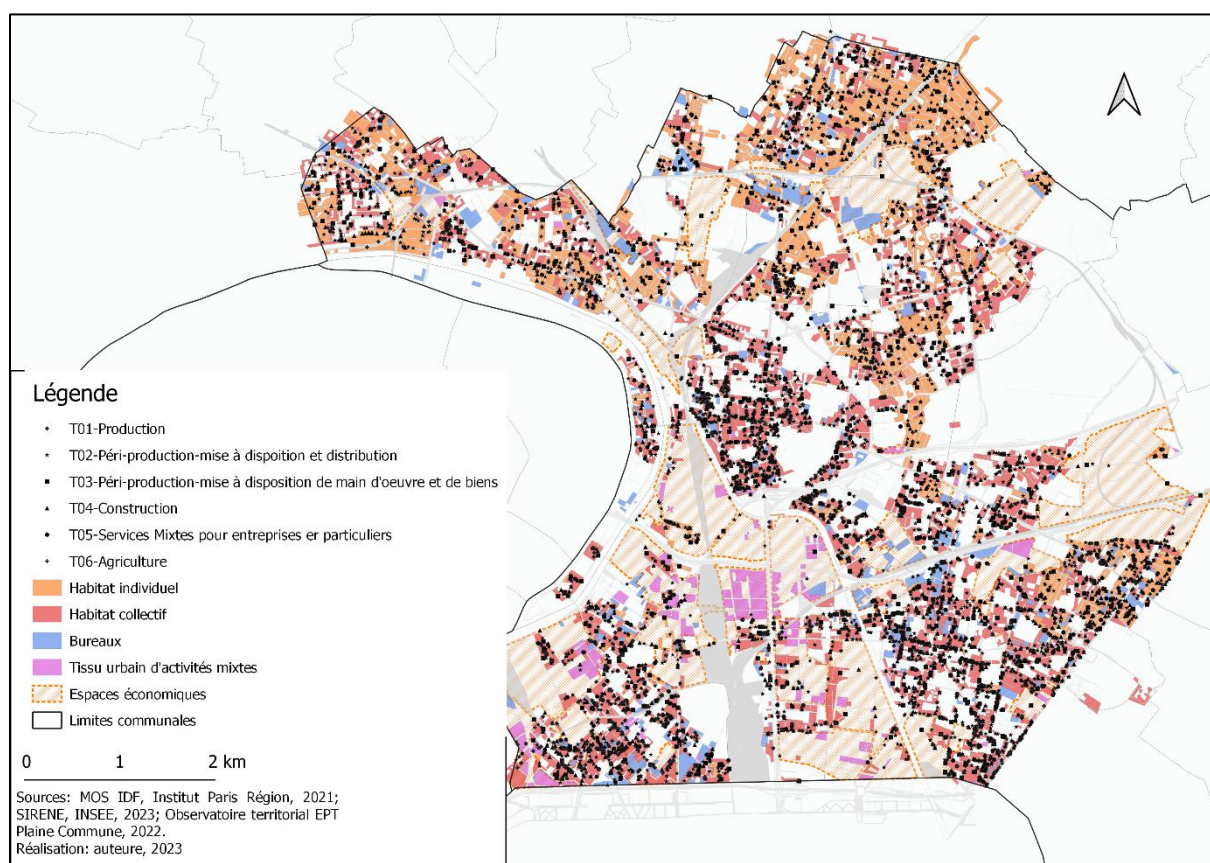 Légende
T01-Production
T02-Péri-production-mise à dispoition et distribution
T03-Péri-production-mise à disposition de main d'oeuvre et de biens
T04-Construction
T05-Services Mixtes pour entreprises er particuliers
T06-Agriculture
Habitat individuel
Habitat collectif
Bureaux
Tissu urbain d'activités mixtes
Espaces économiques
Limites communales
0 1 2 km
Sources: MOS IDF, Institut Paris Région, 2021;
SIRENE, INSEE, 2023; Observatoire territorial EPT
Plaine Commune, 2022.
Réalisation: auteure, 2023